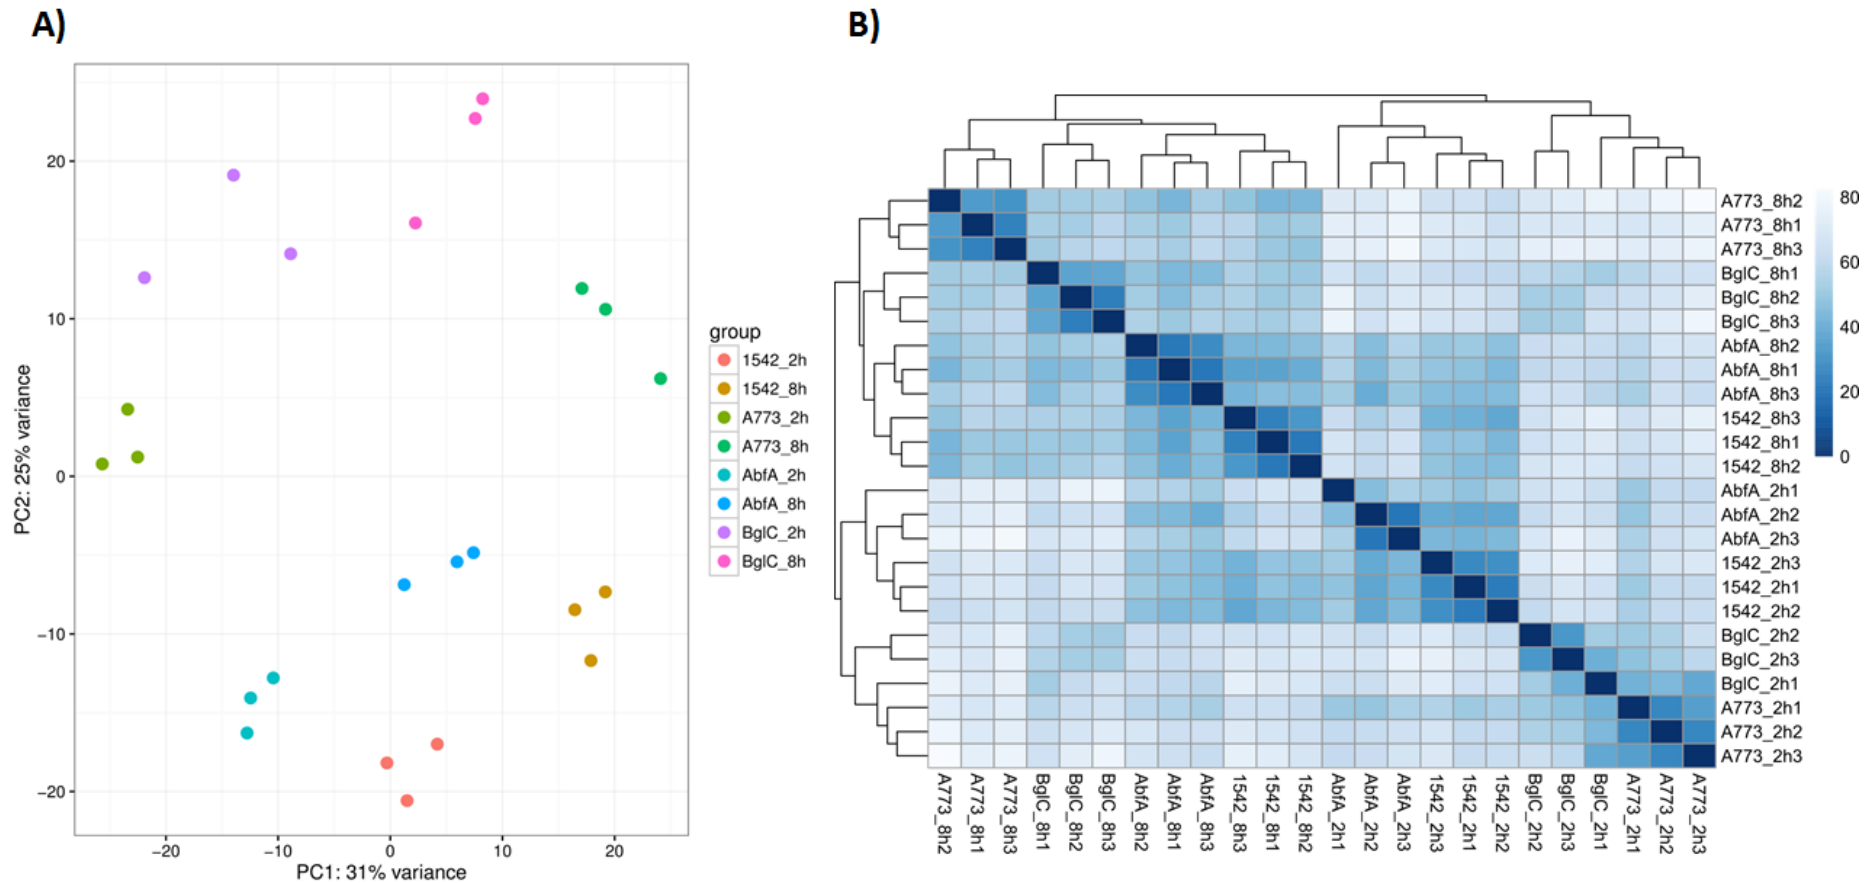 A)
B)
20
10
0
−10
−20
PC2: 25% variance
−20
−10
0
10
20
PC1: 31% variance
group
1542_2h
1542_8h
A773_2h
A773_8h
AbfA_2h
AbfA_8h
BglC_2h
BglC_8h
A773_8h2
A773_8h1
A773_8h3
BglC_8h1
BglC_8h2
BglC_8h3
AbfA_8h2
AbfA_8h1
AbfA_8h3
1542_8h3
1542_8h1
1542_8h2
AbfA_2h1
AbfA_2h2
AbfA_2h3
1542_2h3
1542_2h1
1542_2h2
BglC_2h2
BglC_2h3
BglC_2h1
A773_2h1
A773_2h2
A773_2h3
A773_8h2
A773_8h1
A773_8h3
BglC_8h1
BglC_8h2
BglC_8h3
AbfA_8h2
AbfA_8h1
AbfA_8h3
1542_8h3
1542_8h1
1542_8h2
AbfA_2h1
AbfA_2h2
AbfA_2h3
1542_2h3
1542_2h1
1542_2h2
BglC_2h2
BglC_2h3
BglC_2h1
A773_2h1
A773_2h2
A773_2h3
80
60
40
20
0